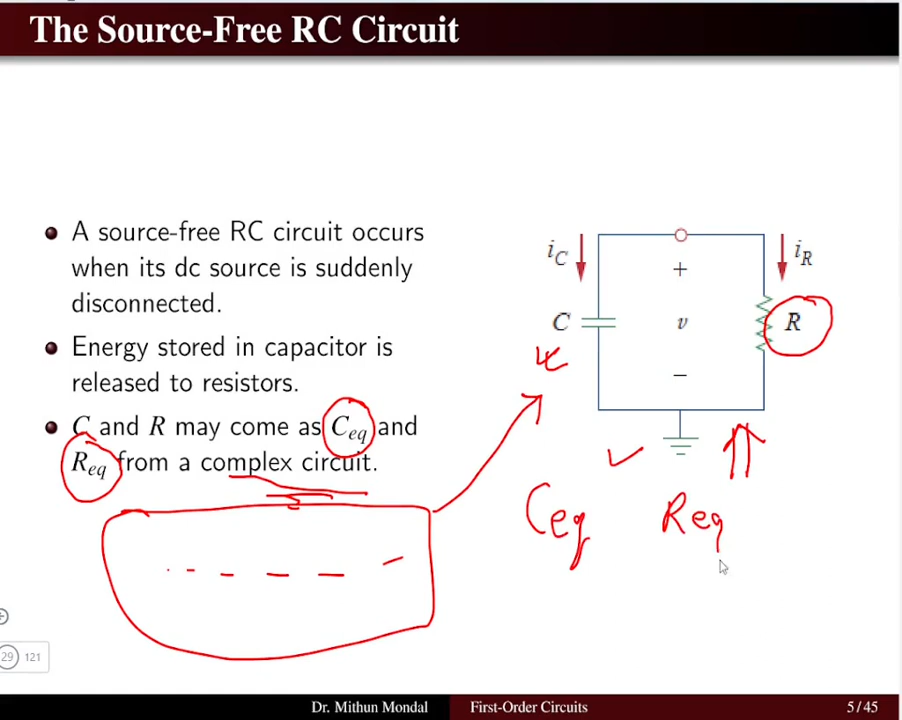 The Source-Free RC Circuit
A source-free RC circuit occurs
when its dc source is suddenly
disconnected.
Energy stored in capacitor is
released to resistors.
C and R may come as Ceq and
Req from a complex circuit.
iC
+
iR
C
v
R
−
Ceq Req
29 121
Dr. Mithun Mondal
First-Order Circuits
5 / 45